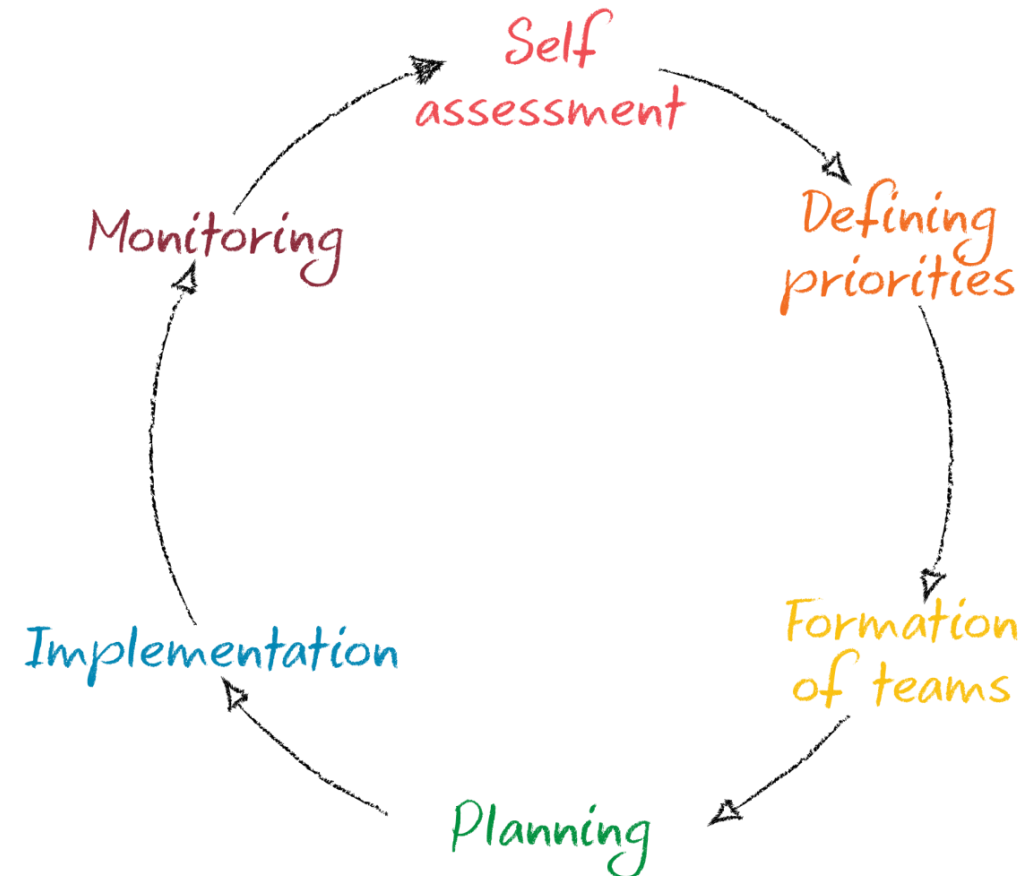 Self
assessment
Defining
priorities
Formation
of teams
Planning
Implementation
Monitoring